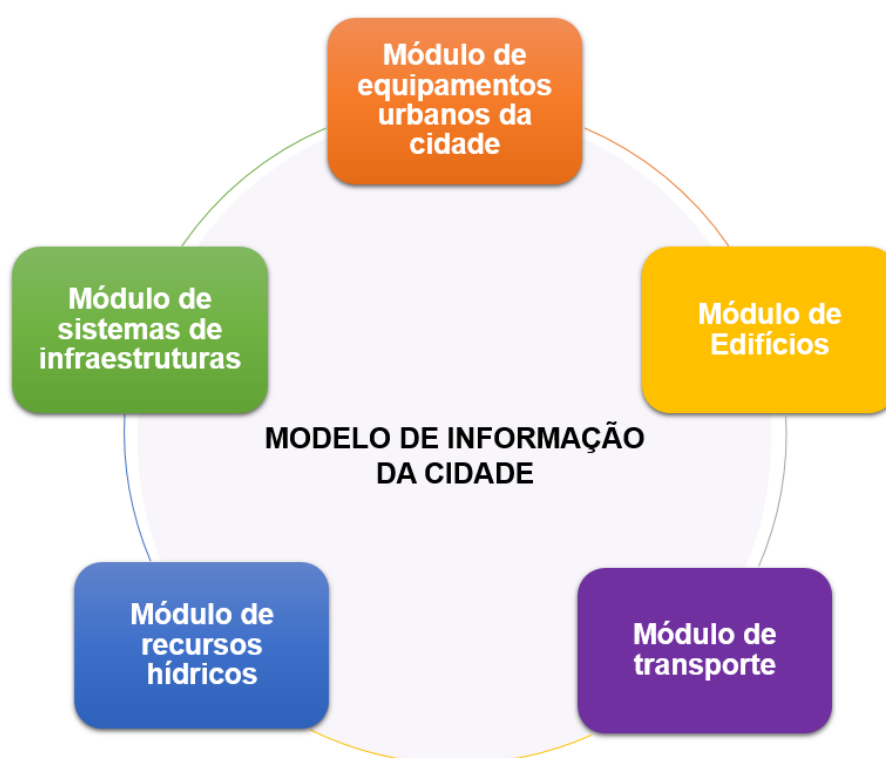 Módulo de
equipamentos
urbanos da
cidade
Módulo de
sistemas de
infraestruturas
Módulo de
Edifícios
MODELO DE INFORMAÇÃO
DA CIDADE
Módulo de
recursos
hídricos
Módulo de
transporte